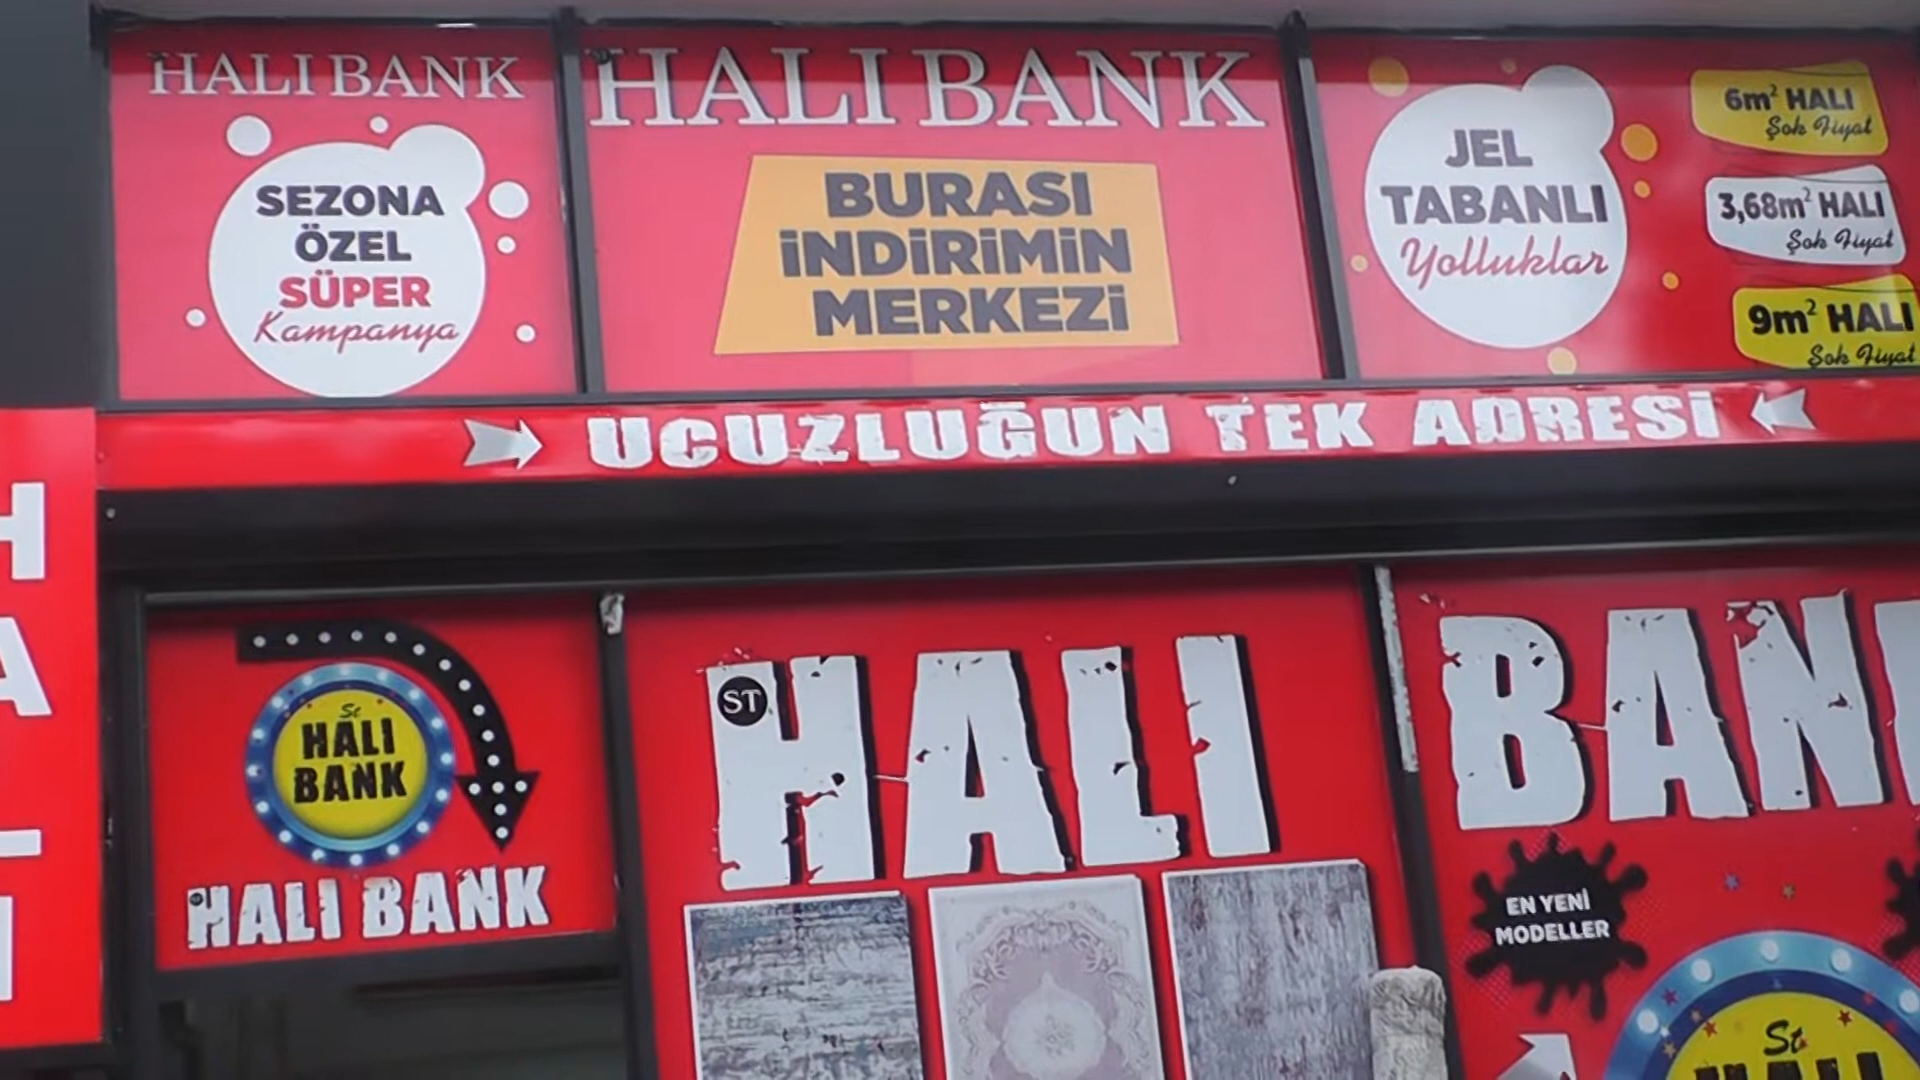 HALI BANK
SEZONA
ÖZEL
SÜPER
Kampanya
HALI BANK
BURASI
İNDİRİMİN
MERKEZİ
JEL
TABANLI
Yolluklar
6m² HALI
Şok Fiyat
3,68m² HALI
Şok Fiyat
9m² HALI
Şok Fiyat
UCUZLUĞUN TEK ADRESİ
St
HALI
BANK
HALI BANK
ST
HALI BAN
EN YENİ
MODELLER
St
HALI
H
A